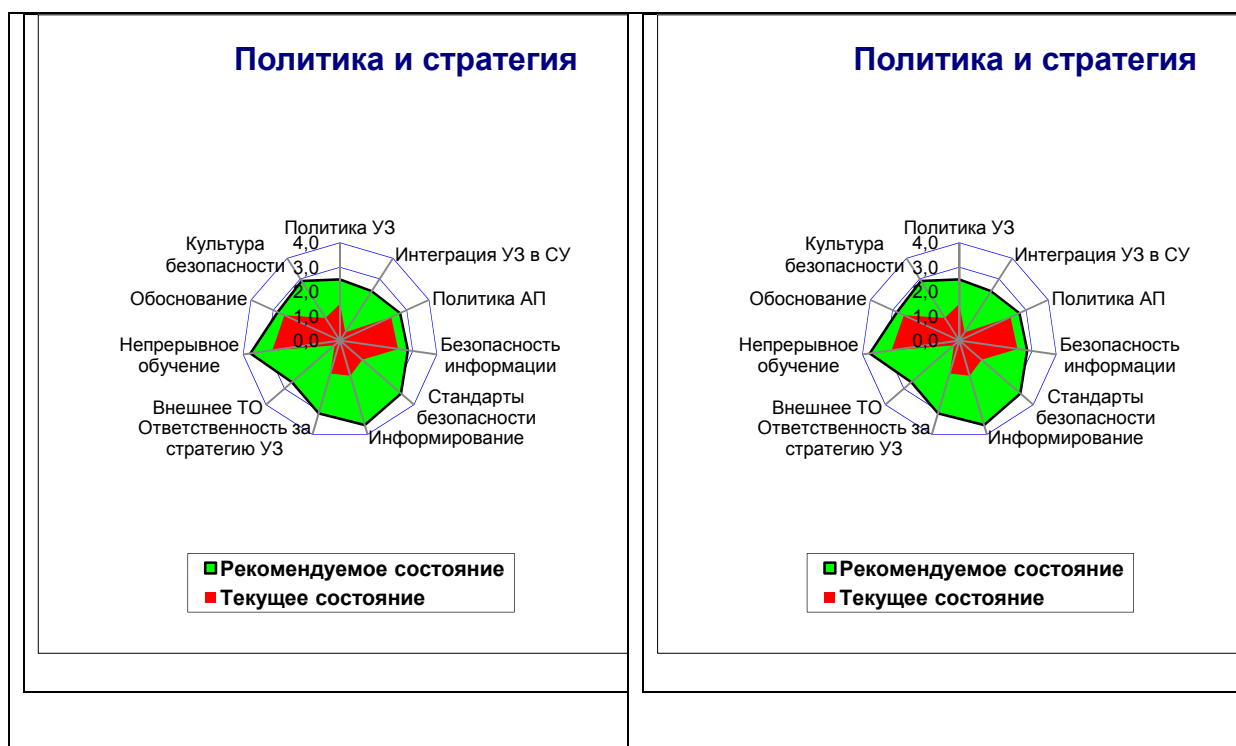 Политика и стратегия
Политика УЗ
Интеграция УЗ в СУ
Политика АП
Безопасность
информации
Стандарты
безопасности
Информирование
Ответственность за
стратегию УЗ
Внешнее ТО
Непрерывное
обучение
Обоснование
Культура
безопасности
4,0
3,0
2,0
1,0
0,0
Рекомендуемое состояние
Текущее состояние
Политика и стратегия
Политика УЗ
Интеграция УЗ в СУ
Политика АП
Безопасность
информации
Стандарты
безопасности
Информирование
Ответственность за
стратегию УЗ
Внешнее ТО
Непрерывное
обучение
Обоснование
Культура
безопасности
4,0
3,0
2,0
1,0
0,0
Рекомендуемое состояние
Текущее состояние